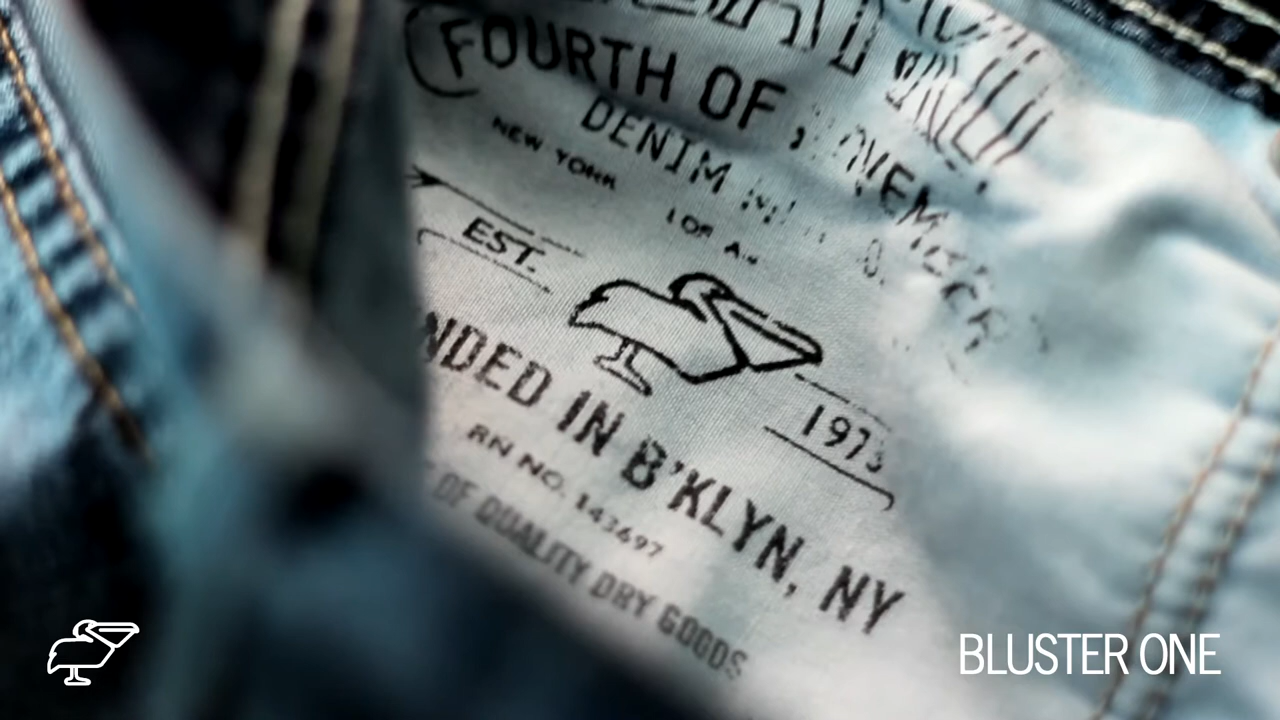 FOURTH OF NOVEMBER
DENIM
NEW YORK
EST.
1973
NDED IN B'KLYN, NY
RN NO. 143697
OF QUALITY DRY GOODS
BLUSTER ONE